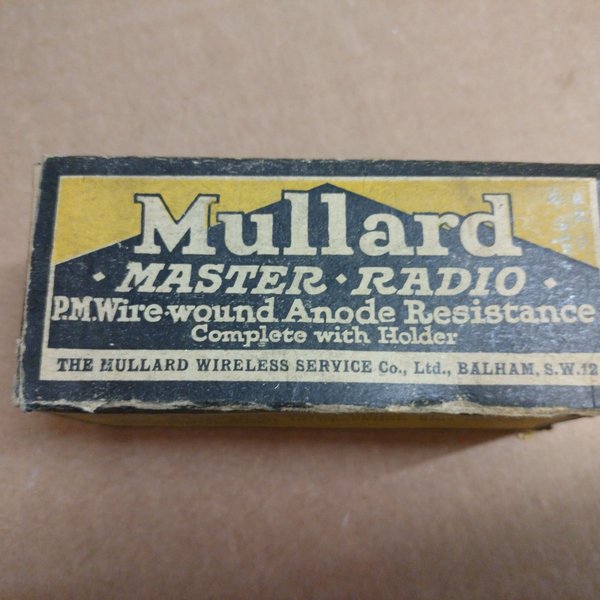 Mullard
· MASTER · RADIO ·
P.M. Wire-wound Anode Resistance
Complete with Holder
THE MULLARD WIRELESS SERVICE Co., Ltd., BALHAM, S.W.12